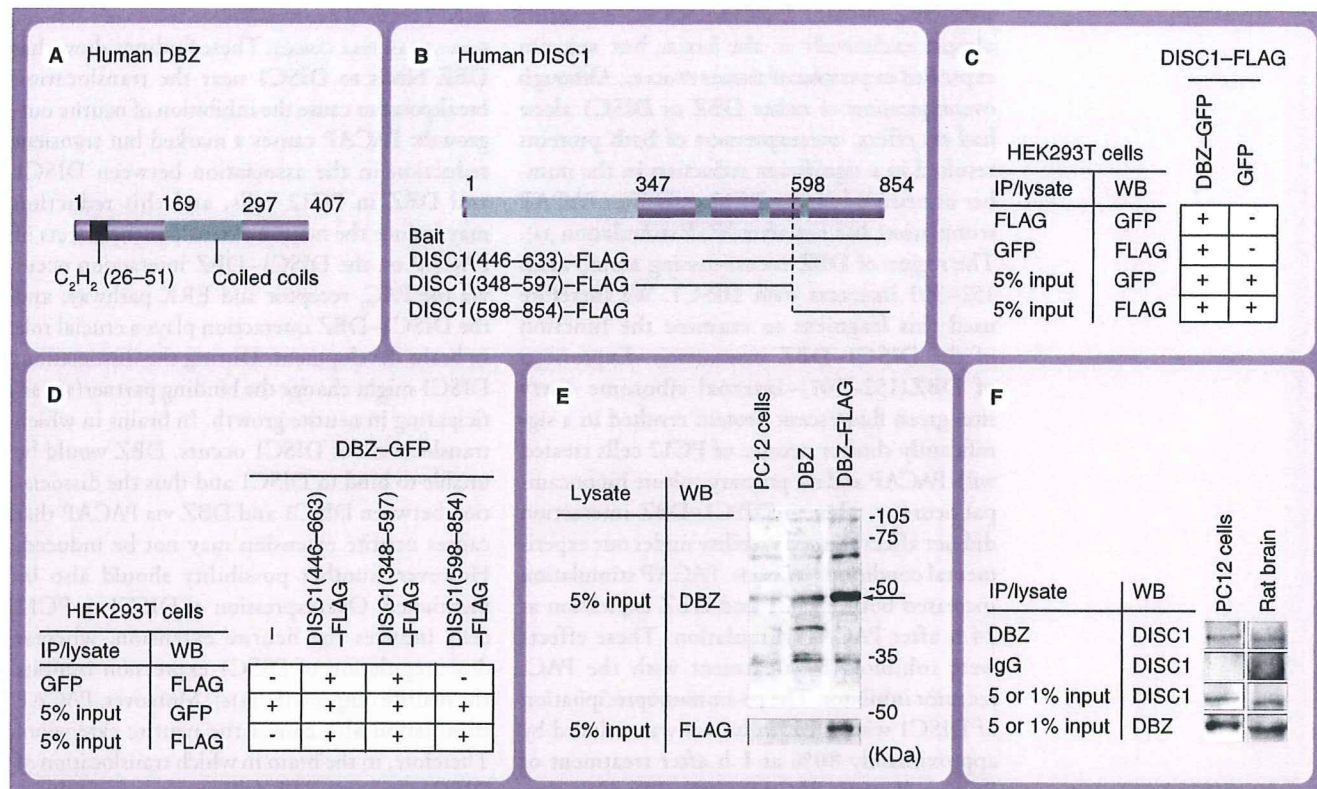 A
Human DBZ
1 169 297 407
C2H2 (26–51) Coiled coils
B
Human DISC1
1 347 598 854
Bait
DISC1(446–633)–FLAG
DISC1(348–597)–FLAG
DISC1(598–854)–FLAG
C
DISC1–FLAG
DBZ–GFP
GFP
HEK293T cells
IP/lysate WB
FLAG GFP + -
GFP FLAG + -
5% input GFP + +
5% input FLAG + +
D
DBZ–GFP
DISC1(446–663)
–FLAG
DISC1(348–597)
–FLAG
DISC1(598–854)
–FLAG
HEK293T cells
IP/lysate WB
GFP FLAG - + + -
5% input GFP + + + +
5% input FLAG - + + +
E
PC12 cells
DBZ
DBZ–FLAG
Lysate WB
-105
-75
5% input DBZ -50
-35
-50
5% input FLAG
(KDa)
F
PC12 cells
Rat brain
IP/lysate WB
DBZ DISC1
IgG DISC1
5 or 1% input DISC1
5 or 1% input DBZ